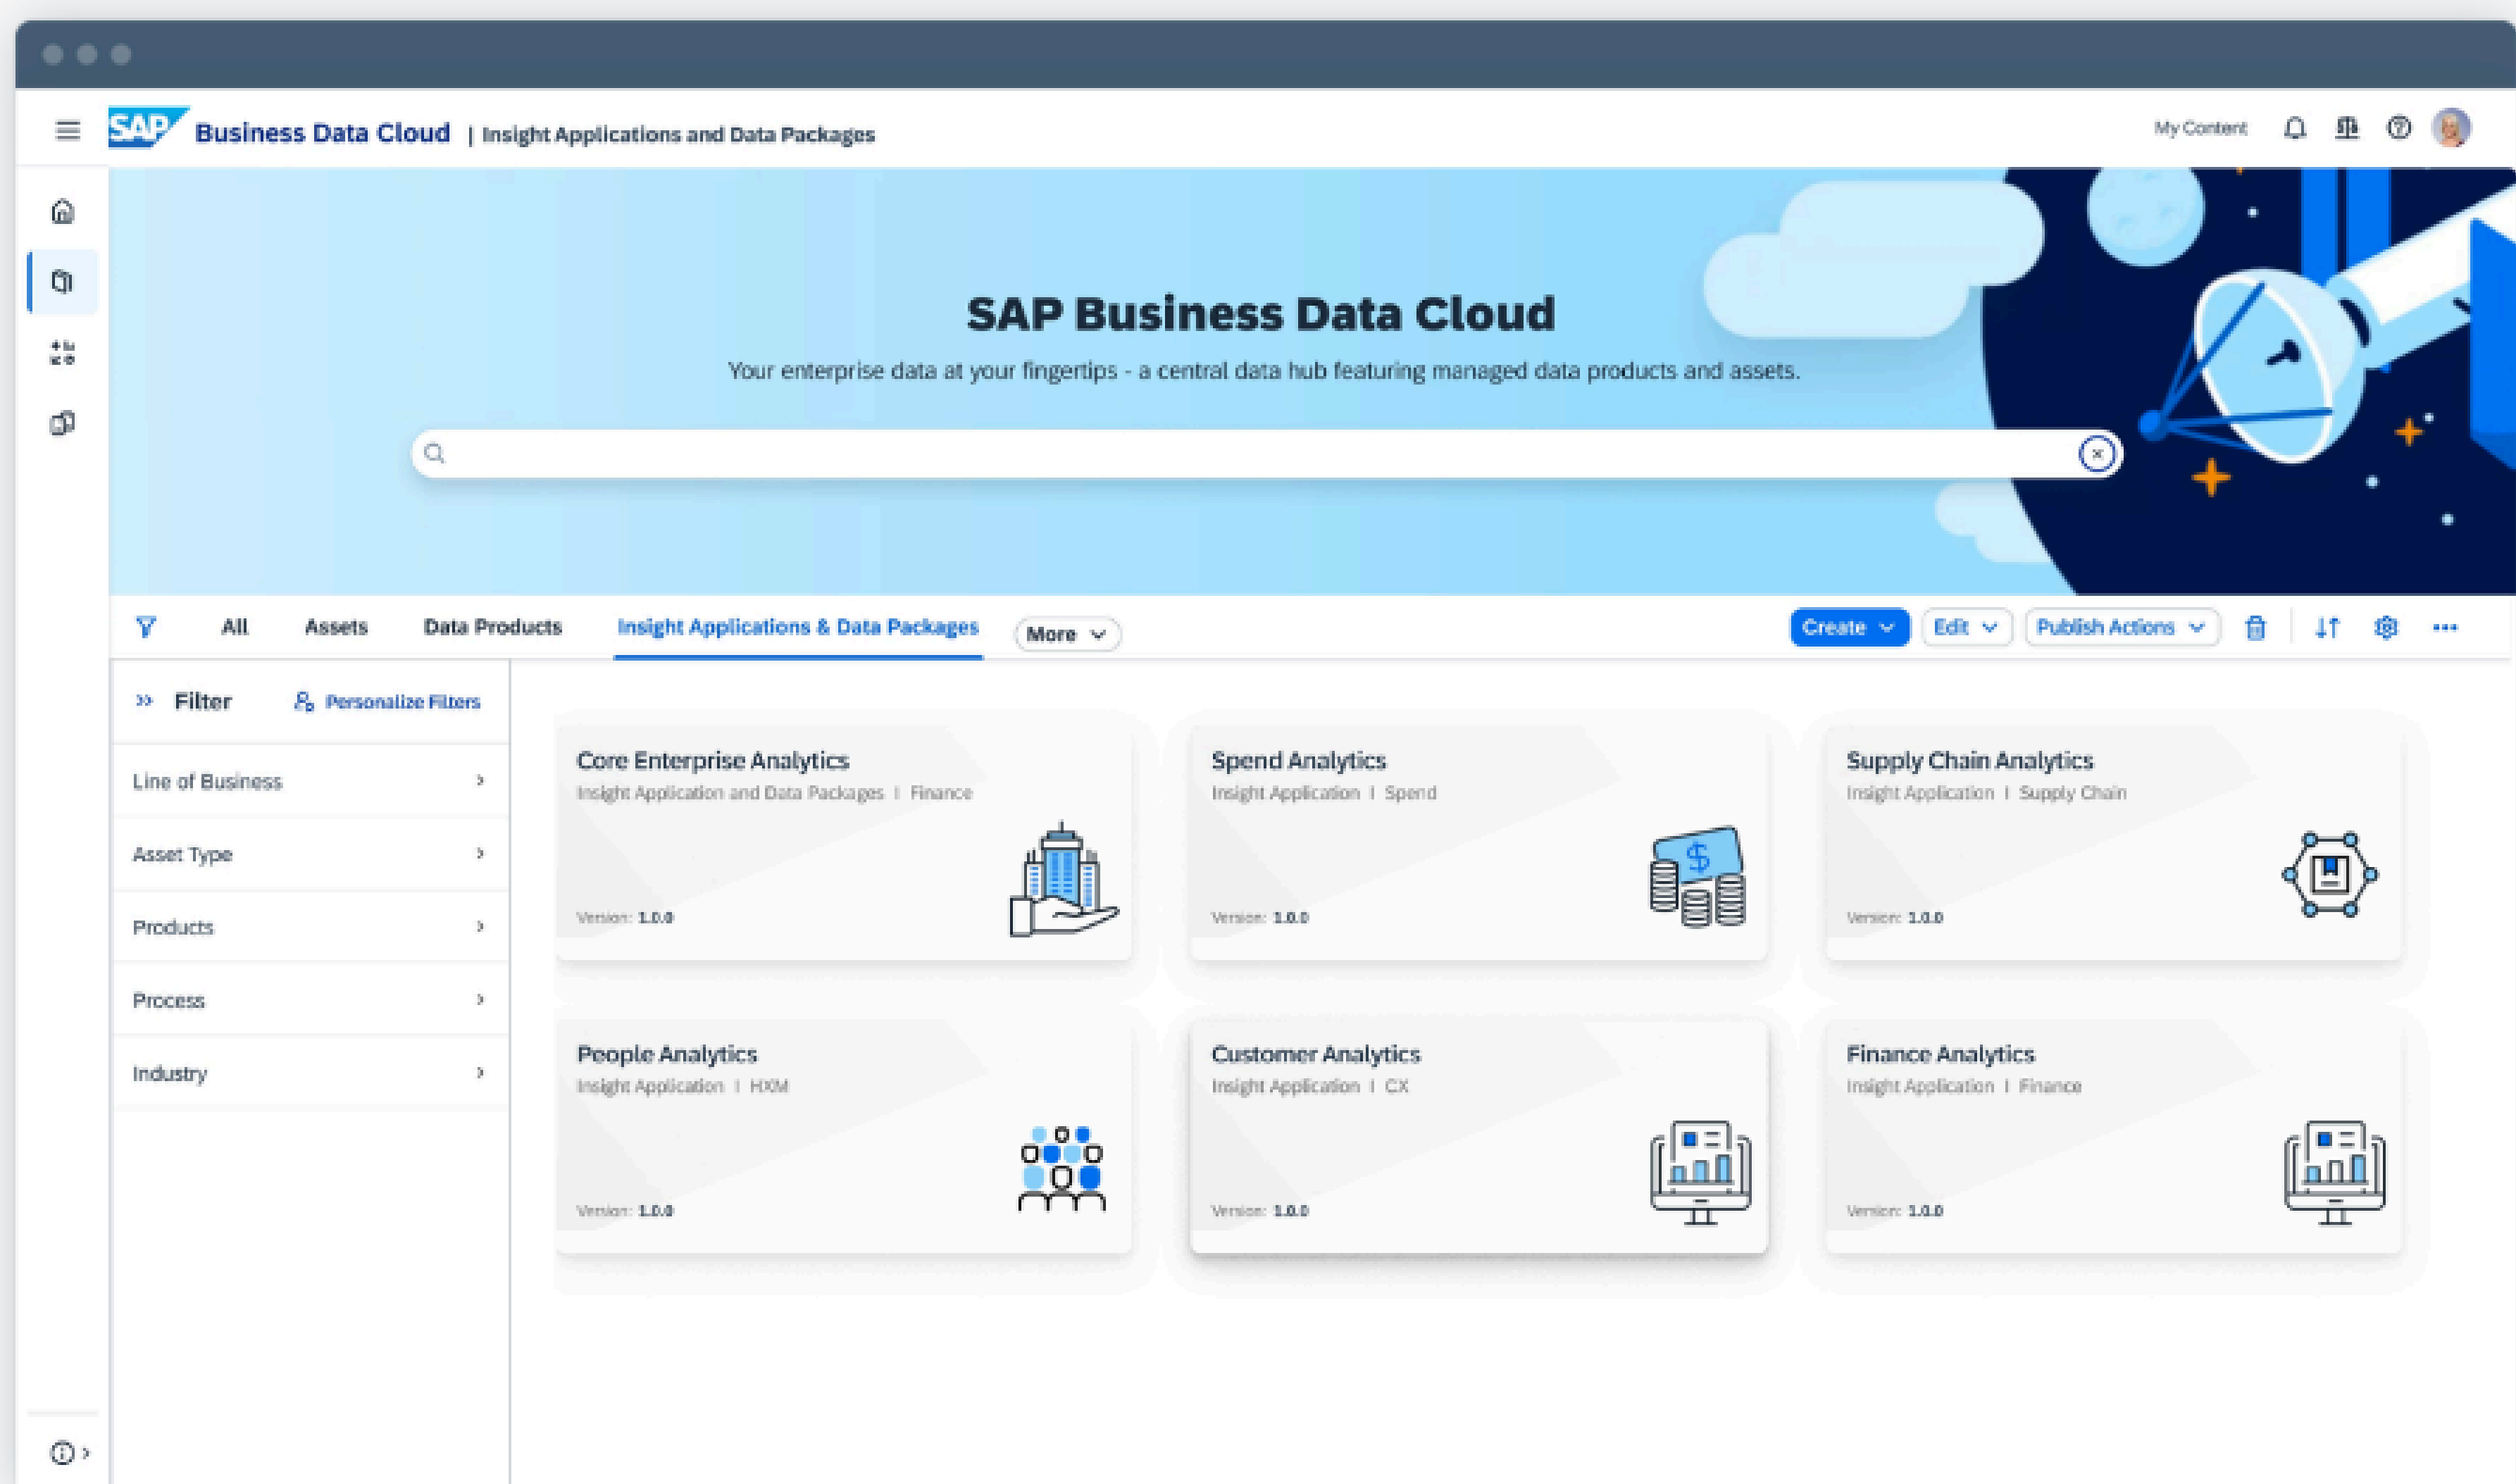 SAP Business Data Cloud | Insight Applications and Data Packages
My Content
SAP Business Data Cloud
Your enterprise data at your fingertips - a central data hub featuring managed data products and assets.
All Assets Data Products Insight Applications & Data Packages More
Create Edit Publish Actions
Filter Personalize Filters
Line of Business
Asset Type
Products
Process
Industry
Core Enterprise Analytics
Insight Application and Data Packages | Finance
Version: 1.0.0
Spend Analytics
Insight Application | Spend
$
Version: 1.0.0
Supply Chain Analytics
Insight Application | Supply Chain
Version: 1.0.0
People Analytics
Insight Application | HXM
Version: 1.0.0
Customer Analytics
Insight Application | CX
Version: 1.0.0
Finance Analytics
Insight Application | Finance
Version: 1.0.0